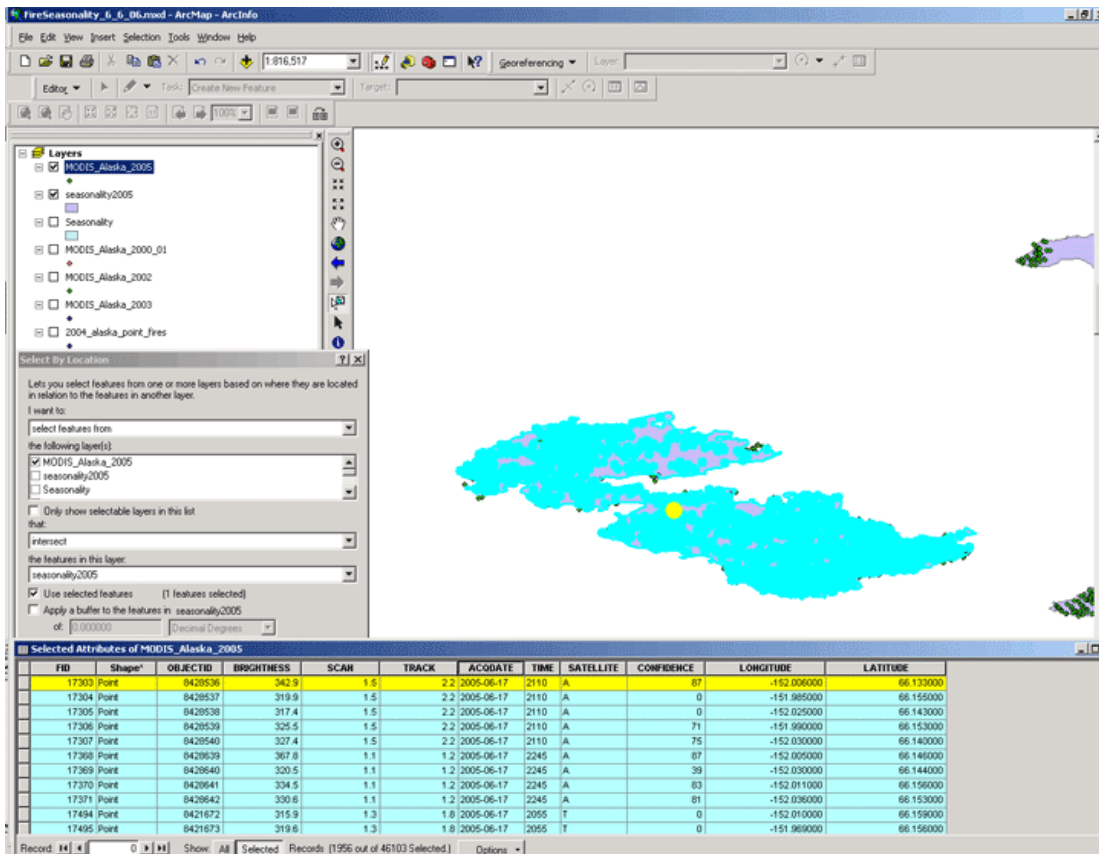 FireSeasonality_6_6_06.mxd - ArcMap - ArcInfo
File Edit View Insert Selection Tools Window Help
1:816,517 Georeferencing Layer:
Editor Task: Create New Feature Target:
100%
Layers
MODIS_Alaska_2005
seasonality2005
Seasonality
MODIS_Alaska_2000_01
MODIS_Alaska_2002
MODIS_Alaska_2003
2004_alaska_point_fires
Select By Location
Lets you select features from one or more layers based on where they are located
in relation to the features in another layer.
I want to:
select features from
the following layer(s):
MODIS_Alaska_2005
seasonality2005
Seasonality
Only show selectable layers in this list
that:
intersect
the features in this layer:
seasonality2005
Use selected features (1 features selected)
Apply a buffer to the features in seasonality2005
of: 0.000000 Decimal Degrees
Selected Attributes of MODIS_Alaska_2005
FID Shape* OBJECTID BRIGHTNESS SCAN TRACK ACQDATE TIME SATELLITE CONFIDENCE LONGITUDE LATITUDE
17303 Point 8428536 342.9 1.5 2.2 2005-06-17 2110 A 87 -152.006000 66.133000
17304 Point 8428537 319.9 1.5 2.2 2005-06-17 2110 A 0 -151.985000 66.155000
17305 Point 8428538 317.4 1.5 2.2 2005-06-17 2110 A 0 -152.025000 66.143000
17306 Point 8428539 325.5 1.5 2.2 2005-06-17 2110 A 71 -151.990000 66.153000
17307 Point 8428540 327.4 1.5 2.2 2005-06-17 2110 A 75 -152.030000 66.140000
17368 Point 8428639 367.8 1.1 1.2 2005-06-17 2245 A 87 -152.005000 66.146000
17369 Point 8428640 320.5 1.1 1.2 2005-06-17 2245 A 39 -152.030000 66.144000
17370 Point 8428641 334.5 1.1 1.2 2005-06-17 2245 A 83 -152.011000 66.156000
17371 Point 8428642 330.6 1.1 1.2 2005-06-17 2245 A 81 -152.036000 66.153000
17494 Point 8421672 315.9 1.3 1.8 2005-06-17 2055 T 0 -152.010000 66.159000
17495 Point 8421673 319.6 1.3 1.8 2005-06-17 2055 T 0 -151.969000 66.156000
Record: 0 Show: All Selected Records (1956 out of 46103 Selected.) Options